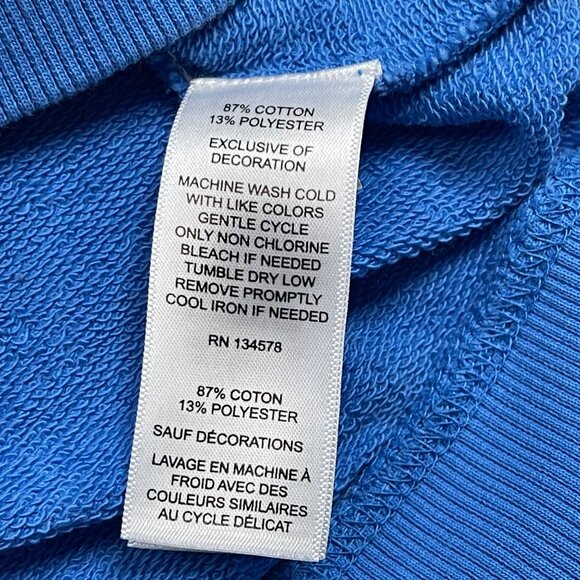 87% COTTON
13% POLYESTER
EXCLUSIVE OF
DECORATION
MACHINE WASH COLD
WITH LIKE COLORS
GENTLE CYCLE
ONLY NON CHLORINE
BLEACH IF NEEDED
TUMBLE DRY LOW
REMOVE PROMPTLY
COOL IRON IF NEEDED
RN 134578
87% COTON
13% POLYESTER
SAUF DÉCORATIONS
LAVAGE EN MACHINE À
FROID AVEC DES
COULEURS SIMILAIRES
AU CYCLE DÉLICAT